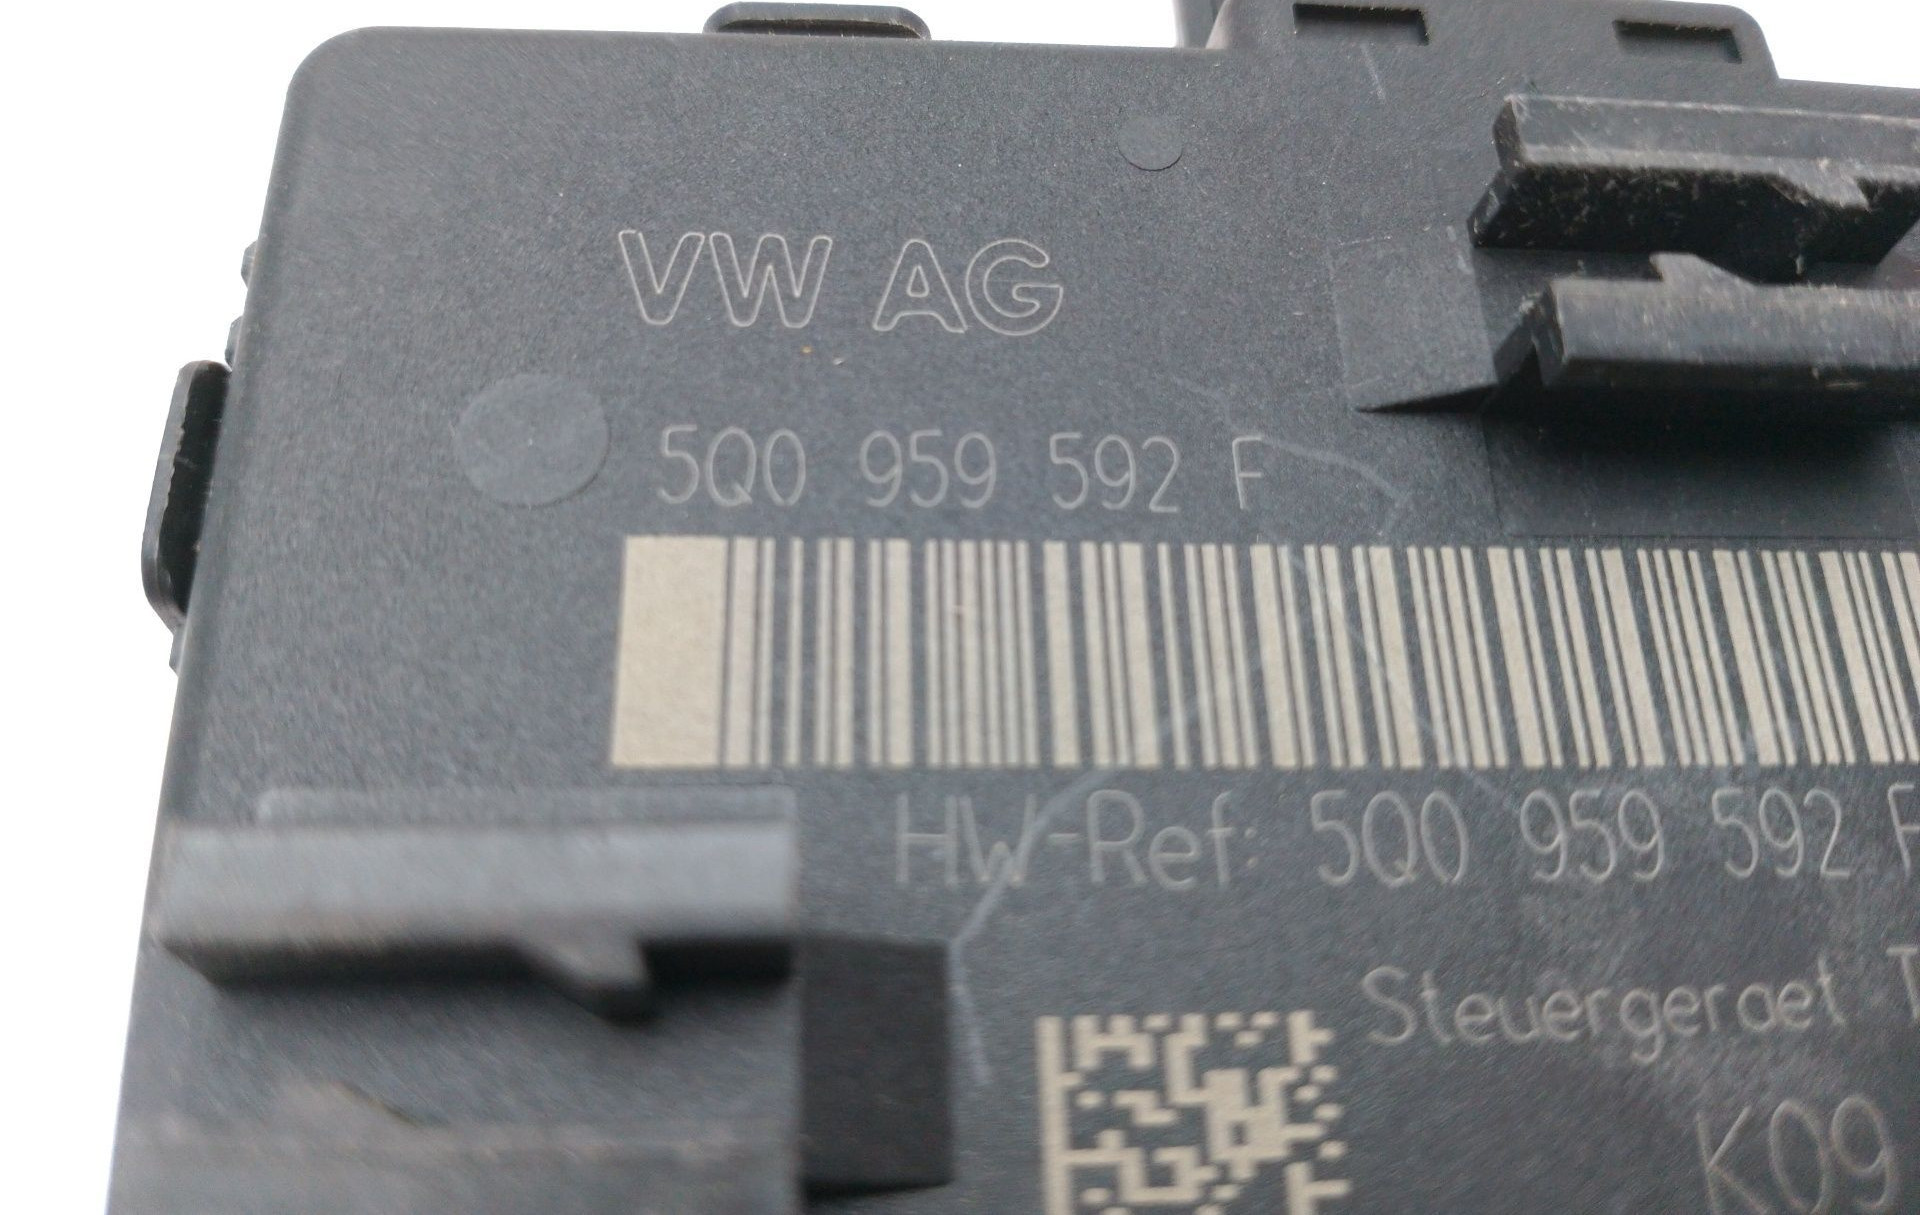 VW AG
5Q0 959 592 F
HW-Ref: 5Q0 959 592 F
Steuergeraet T
K09